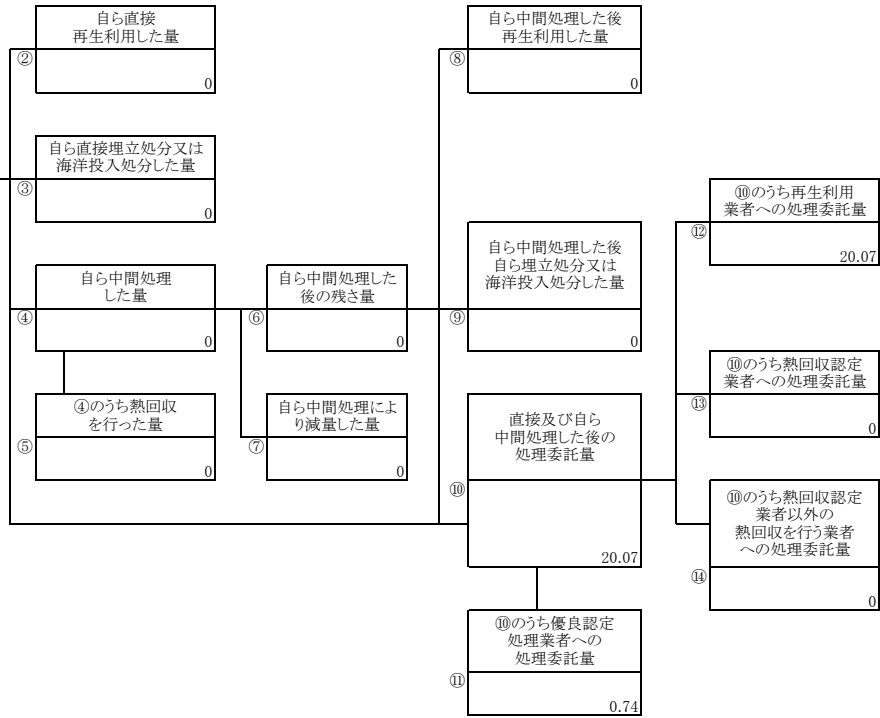 自ら直接
再生利用した量
②
0
自ら直接埋立処分又は
海洋投入処分した量
③
0
自ら中間処理
した量
④
0
④のうち熱回収
を行った量
⑤
0
自ら中間処理した
後の残さ量
⑥
0
自ら中間処理によ
り減量した量
⑦
0
自ら中間処理した後
再生利用した量
⑧
0
自ら中間処理した後
自ら埋立処分又は
海洋投入処分した量
⑨
0
直接及び自ら
中間処理した後の
処理委託量
⑩
20.07
⑩のうち優良認定
処理業者への
処理委託量
⑪
0.74
⑩のうち再生利用
業者への処理委託量
⑫
20.07
⑩のうち熱回収認定
業者への処理委託量
⑬
0
⑩のうち熱回収認定
業者以外の
熱回収を行う業者
への処理委託量
⑭
0